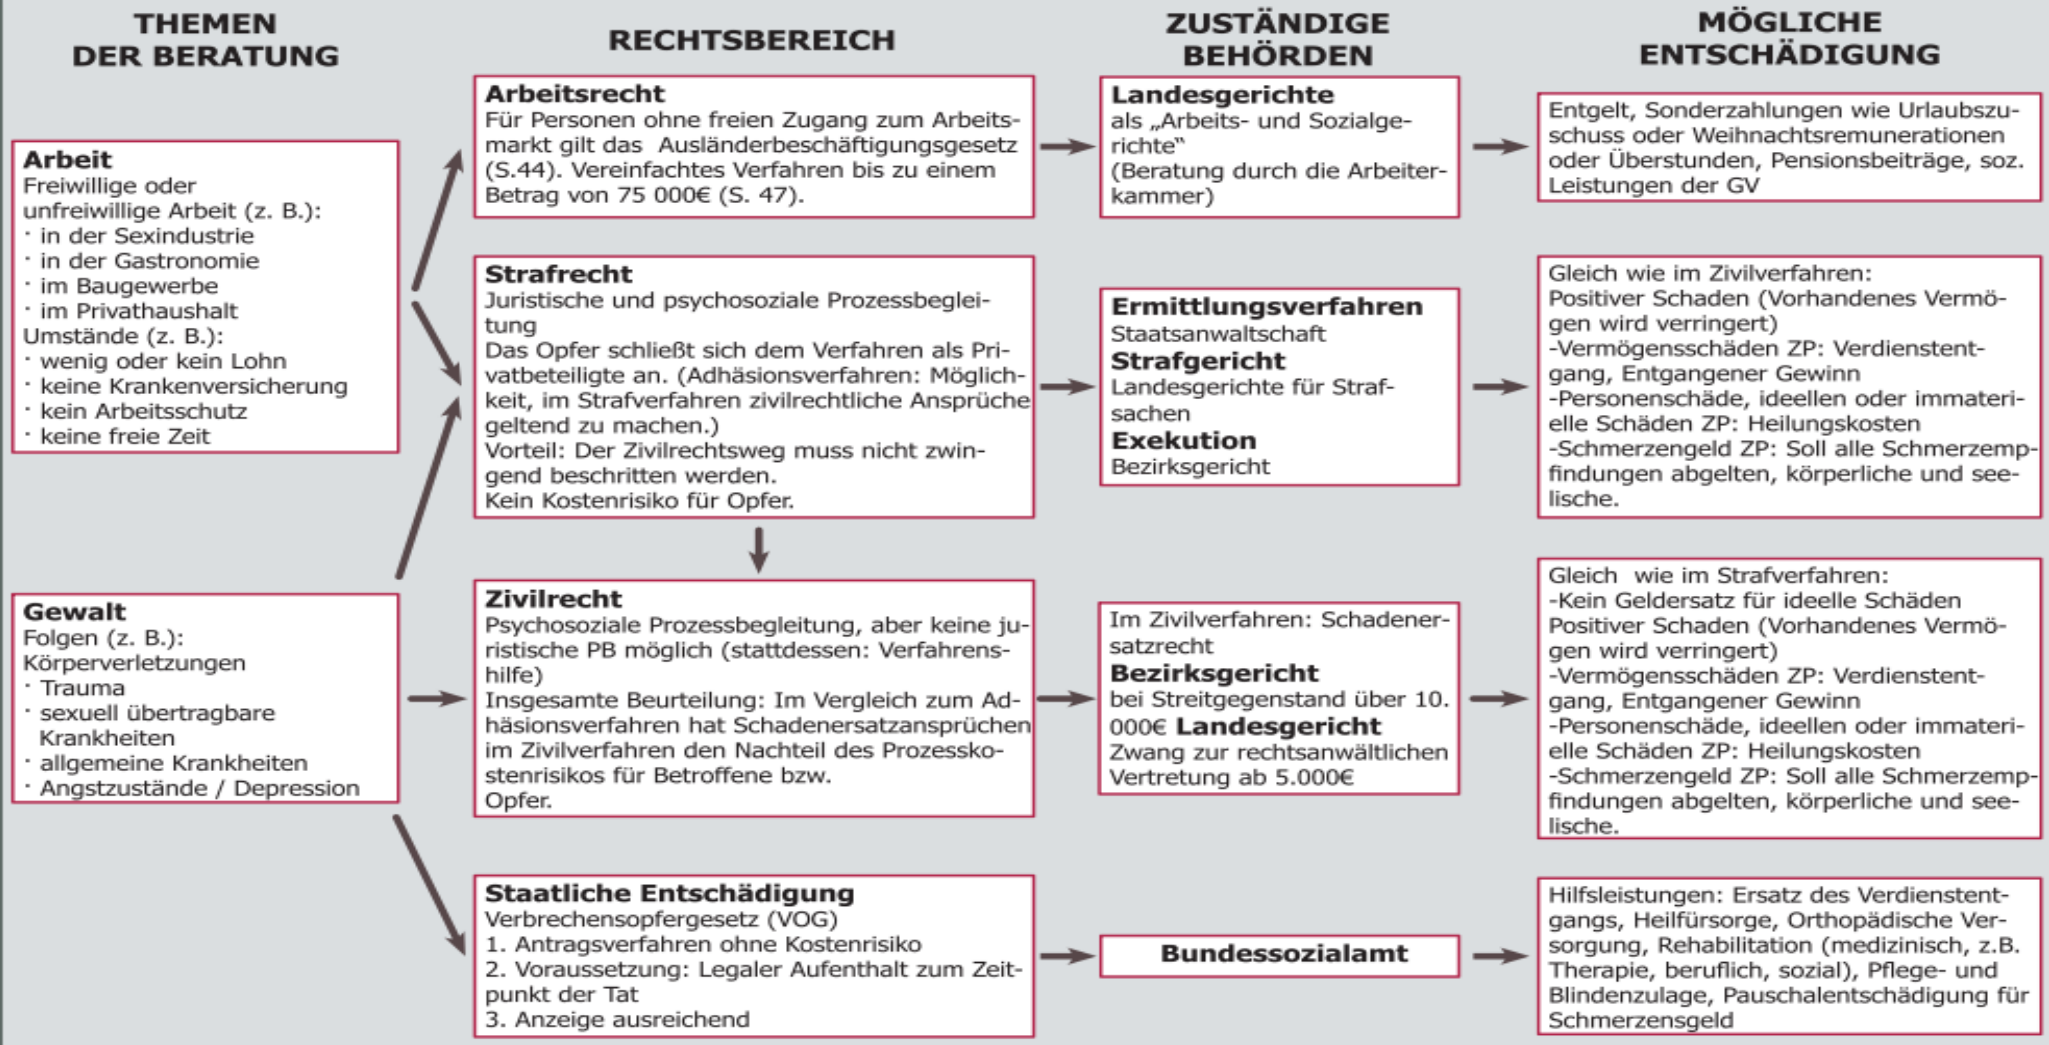 THEMEN
DER BERATUNG
RECHTSBEREICH
ZUSTÄNDIGE
BEHÖRDEN
MÖGLICHE
ENTSCHÄDIGUNG
Arbeit
Freiwillige oder
unfreiwillige Arbeit (z. B.):
· in der Sexindustrie
· in der Gastronomie
· im Baugewerbe
· im Privathaushalt
Umstände (z. B.):
· wenig oder kein Lohn
· keine Krankenversicherung
· kein Arbeitsschutz
· keine freie Zeit
Gewalt
Folgen (z. B.):
Körperverletzungen
· Trauma
· sexuell übertragbare
Krankheiten
· allgemeine Krankheiten
· Angstzustände / Depression
Arbeitsrecht
Für Personen ohne freien Zugang zum Arbeits-
markt gilt das Ausländerbeschäftigungsgesetz
(S.44). Vereinfachtes Verfahren bis zu einem
Betrag von 75 000€ (S. 47).
Landesgerichte
als „Arbeits- und Sozialge-
richte“
(Beratung durch die Arbeiter-
kammer)
Entgelt, Sonderzahlungen wie Urlaubszu-
schuss oder Weihnachtsremunerationen
oder Überstunden, Pensionsbeiträge, soz.
Leistungen der GV
Strafrecht
Juristische und psychosoziale Prozessbeglei-
tung
Das Opfer schließt sich dem Verfahren als Pri-
vatbeteiligte an. (Adhäsionsverfahren: Möglich-
keit, im Strafverfahren zivilrechtliche Ansprüche
geltend zu machen.)
Vorteil: Der Zivilrechtsweg muss nicht zwin-
gend beschritten werden.
Kein Kostenrisiko für Opfer.
Ermittlungsverfahren
Staatsanwaltschaft
Strafgericht
Landesgerichte für Straf-
sachen
Exekution
Bezirksgericht
Gleich wie im Zivilverfahren:
Positiver Schaden (Vorhandenes Vermö-
gen wird verringert)
-Vermögensschäden ZP: Verdienstent-
gang, Entgangener Gewinn
-Personenschäde, ideellen oder immateri-
elle Schäden ZP: Heilungskosten
-Schmerzengeld ZP: Soll alle Schmerzemp-
findungen abgelten, körperliche und see-
lische.
Zivilrecht
Psychosoziale Prozessbegleitung, aber keine ju-
ristische PB möglich (stattdessen: Verfahrens-
hilfe)
Insgesamte Beurteilung: Im Vergleich zum Ad-
häsionsverfahren hat Schadenersatzansprüchen
im Zivilverfahren den Nachteil des Prozessko-
stenrisikos für Betroffene bzw.
Opfer.
Im Zivilverfahren: Schadener-
satzrecht
Bezirksgericht
bei Streitgegenstand über 10.
000€ Landesgericht
Zwang zur rechtsanwältlichen
Vertretung ab 5.000€
Gleich wie im Strafverfahren:
-Kein Geldersatz für ideelle Schäden
Positiver Schaden (Vorhandenes Vermö-
gen wird verringert)
-Vermögensschäden ZP: Verdienstent-
gang, Entgangener Gewinn
-Personenschäde, ideellen oder immateri-
elle Schäden ZP: Heilungskosten
-Schmerzengeld ZP: Soll alle Schmerzemp-
findungen abgelten, körperliche und see-
lische.
Staatliche Entschädigung
Verbrechensopfergesetz (VOG)
1. Antragsverfahren ohne Kostenrisiko
2. Voraussetzung: Legaler Aufenthalt zum Zeit-
punkt der Tat
3. Anzeige ausreichend
Bundessozialamt
Hilfsleistungen: Ersatz des Verdienstent-
gangs, Heilfürsorge, Orthopädische Ver-
sorgung, Rehabilitation (medizinisch, z.B.
Therapie, beruflich, sozial), Pflege- und
Blindenzulage, Pauschalentschädigung für
Schmerzensgeld